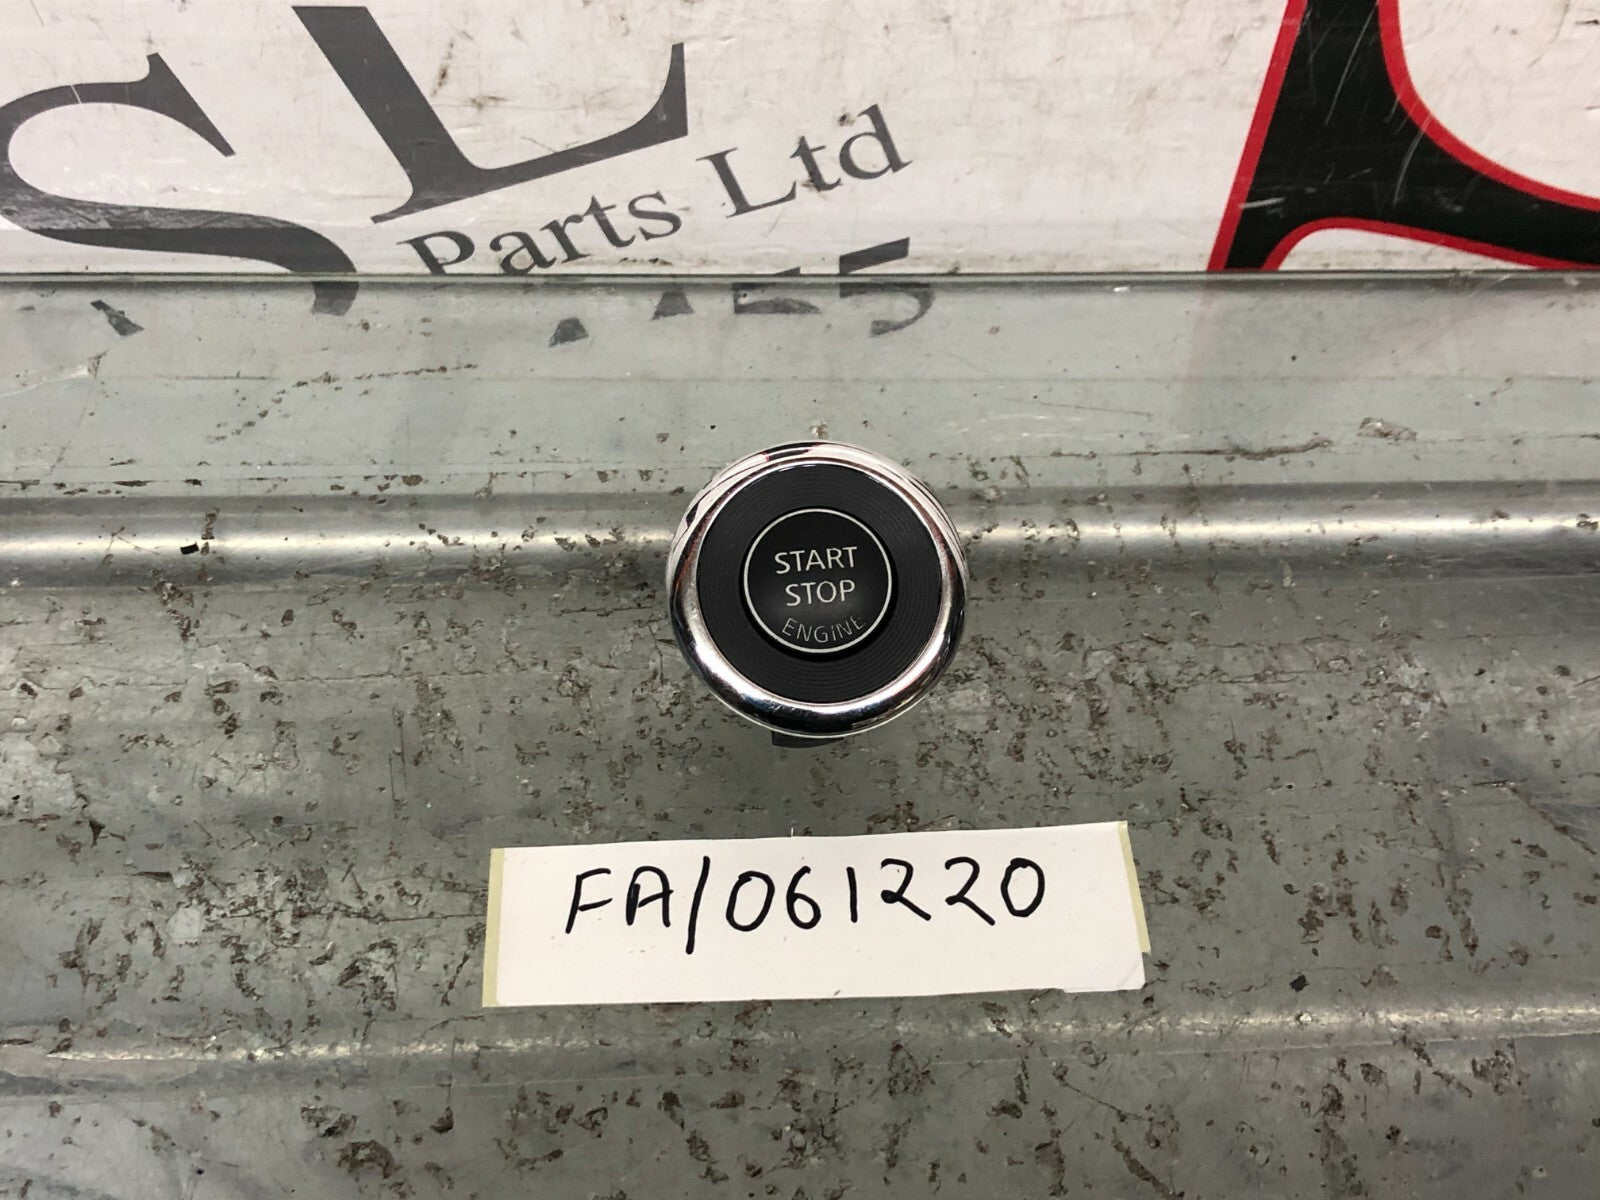 SL
Parts Ltd
START
STOP
ENGINE
FA/061220